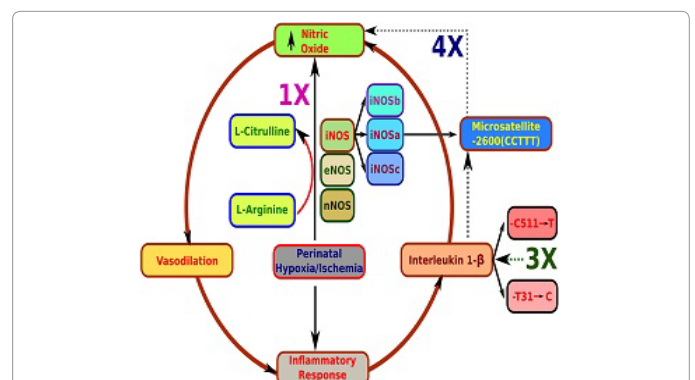 Nitric
Oxide
4X
1X
iNOSb
L-Citrulline
iNOS
iNOSa
Microsatellite
-2600(CCTTT)
eNOS
iNOSc
L-Arginine
nNOS
-C511→T
Vasodilation
Perinatal
Hypoxia/Ischemia
Interleukin 1-β
3X
-T31→C
Inflammatory
Response